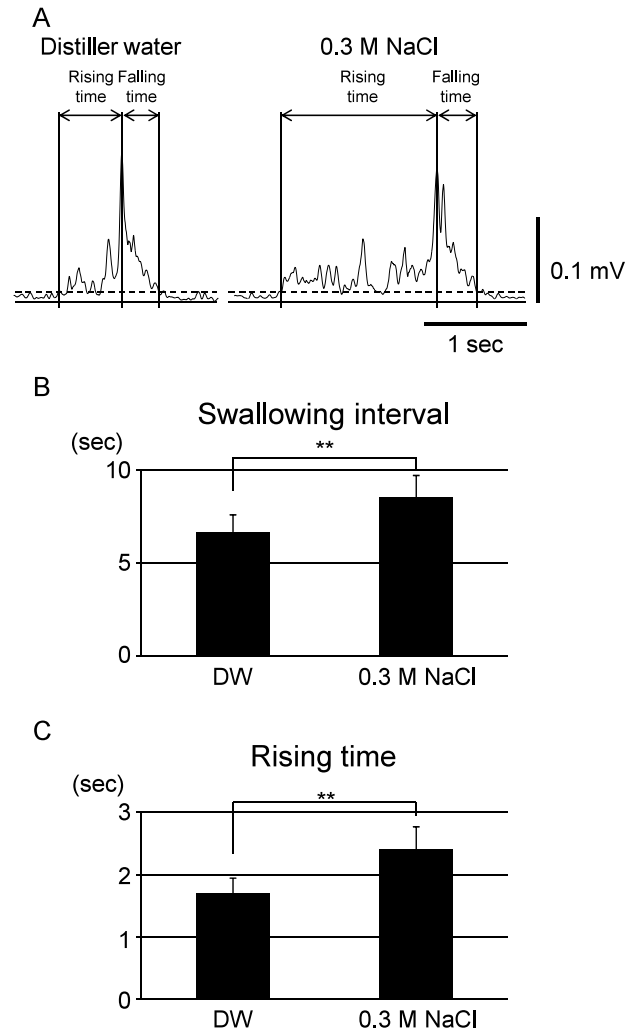 A
Distiller water
0.3 M NaCl
Rising time
Falling time
Rising time
Falling time
0.1 mV
1 sec
B
Swallowing interval
(sec)
**
10
5
0
DW
0.3 M NaCl
C
Rising time
(sec)
**
3
2
1
0
DW
0.3 M NaCl